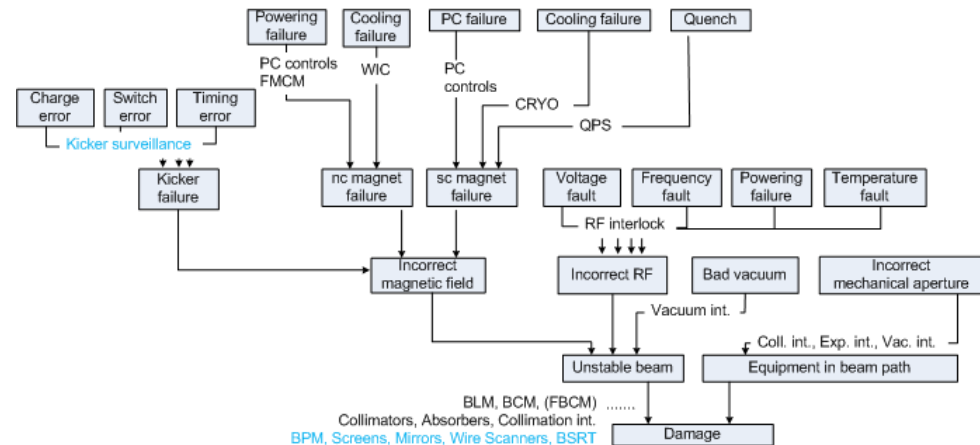 Powering
failure
Cooling
failure
PC failure
Cooling failure
Quench
PC controls
FMCM
WIC
PC
controls
CRYO
QPS
Charge
error
Switch
error
Timing
error
Kicker surveillance
Kicker
failure
nc magnet
failure
sc magnet
failure
Voltage
fault
Frequency
fault
Powering
failure
Temperature
fault
RF interlock
Incorrect
magnetic field
Incorrect RF
Bad vacuum
Incorrect
mechanical aperture
Vacuum int.
Coll. int., Exp. int., Vac. int.
Unstable beam
Equipment in beam path
BLM, BCM, (FBCM) .......
Collimators, Absorbers, Collimation int.
BPM, Screens, Mirrors, Wire Scanners, BSRT
Damage